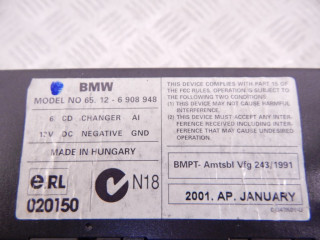 BMW
MODEL NO 65. 12 - 6 908 948
6 CD CHANGER AI
12V DC NEGATIVE GND
MADE IN HUNGARY
eRL
020150
N18
THIS DEVICE COMPLIES WITH PART 15 OF
THE FCC RULES, OPERATION IS SUBJECT TO
THE FOLLOWING TWO CONDITIONS.
(1) THIS DEVICE MAY NOT CAUSE HARMFUL
INTERFERENCE.
(2) THIS DEVICE MUST ACCEPT ANY INTER-
FERENCE RECEIVED INCLUDING INTER-
FERENCE THAT MAY CAUSE UNDESIRED
OPERATION.
BMPT- Amtsbl Vfg 243/1991
2001. AP. JANUARY